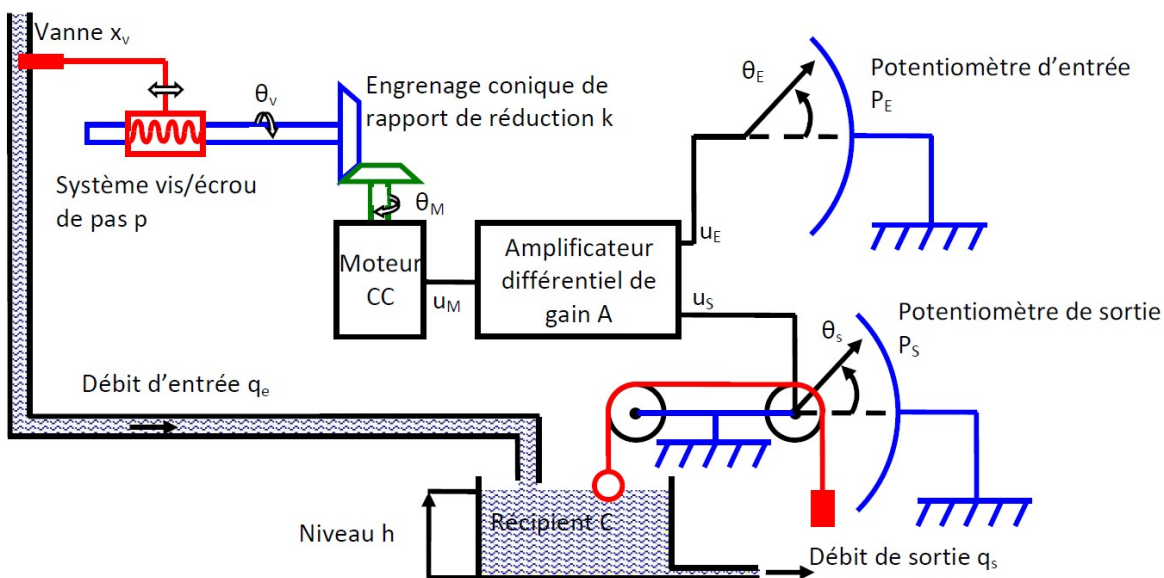 Vanne xᵥ
θᵥ
Engrenage conique de
rapport de réduction k
θE
Potentiomètre d'entrée
PE
Système vis/écrou
de pas p
θM
Moteur
CC
uM
Amplificateur
différentiel de
gain A
uE
uS
Potentiomètre de sortie
PS
θs
Débit d'entrée qe
Niveau h
Récipient C
Débit de sortie qs